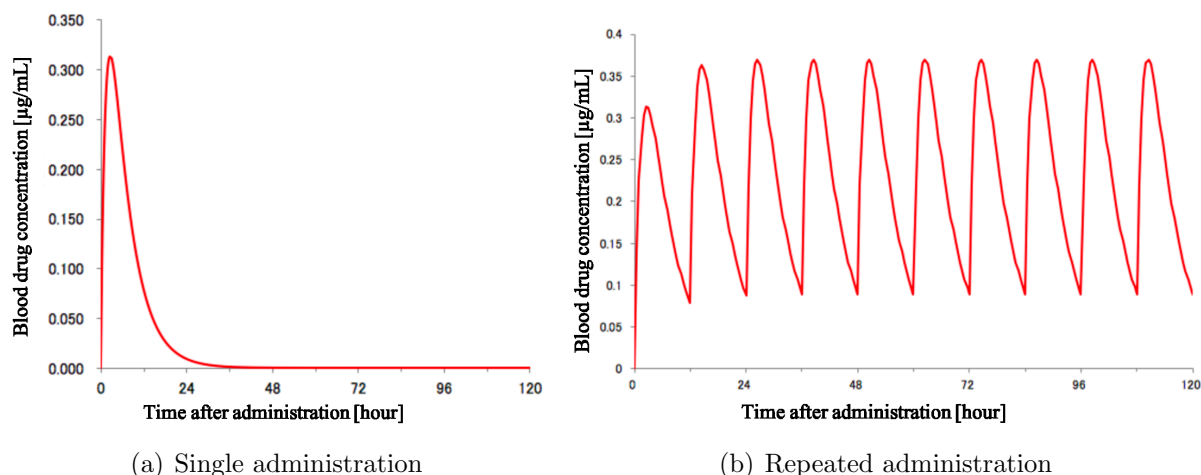 0.350
0.300
0.250
0.200
0.150
0.100
0.050
0.000
0 24 48 72 96 120
Blood drug concentration [μg/mL]
Time after administration [hour]
(a) Single administration
0.4
0.35
0.3
0.25
0.2
0.15
0.1
0.05
0
0 24 48 72 96 120
Blood drug concentration [μg/mL]
Time after administration [hour]
(b) Repeated administration